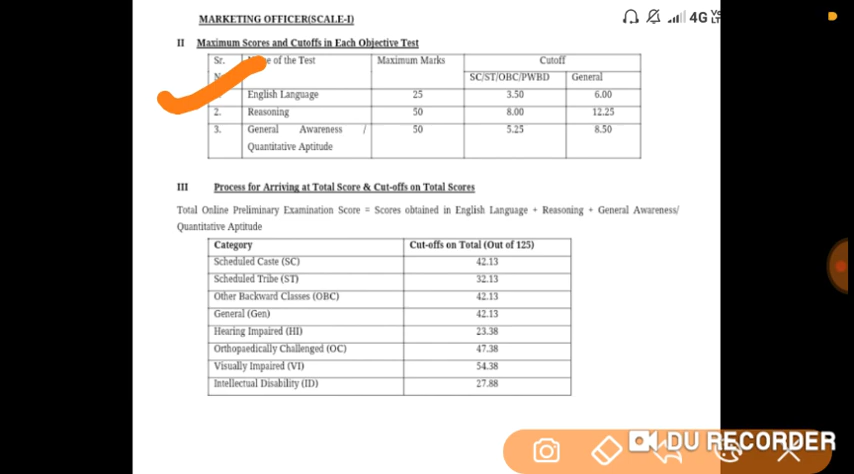 MARKETING OFFICER(SCALE-I)
4G
II Maximum Scores and Cutoffs in Each Objective Test
Sr. of the Test Maximum Marks Cutoff
SC/ST/OBC/PWBD General
English Language 25 3.50 6.00
2. Reasoning 50 8.00 12.25
3. General Awareness / 50 5.25 8.50
Quantitative Aptitude
III Process for Arriving at Total Score & Cut-offs on Total Scores
Total Online Preliminary Examination Score = Scores obtained in English Language + Reasoning + General Awareness/
Quantitative Aptitude
Category Cut-offs on Total (Out of 125)
Scheduled Caste (SC) 42.13
Scheduled Tribe (ST) 32.13
Other Backward Classes (OBC) 42.13
General (Gen) 42.13
Hearing Impaired (HI) 23.38
Orthopaedically Challenged (OC) 47.38
Visually Impaired (VI) 54.38
Intellectual Disability (ID) 27.88
DU RECORDER